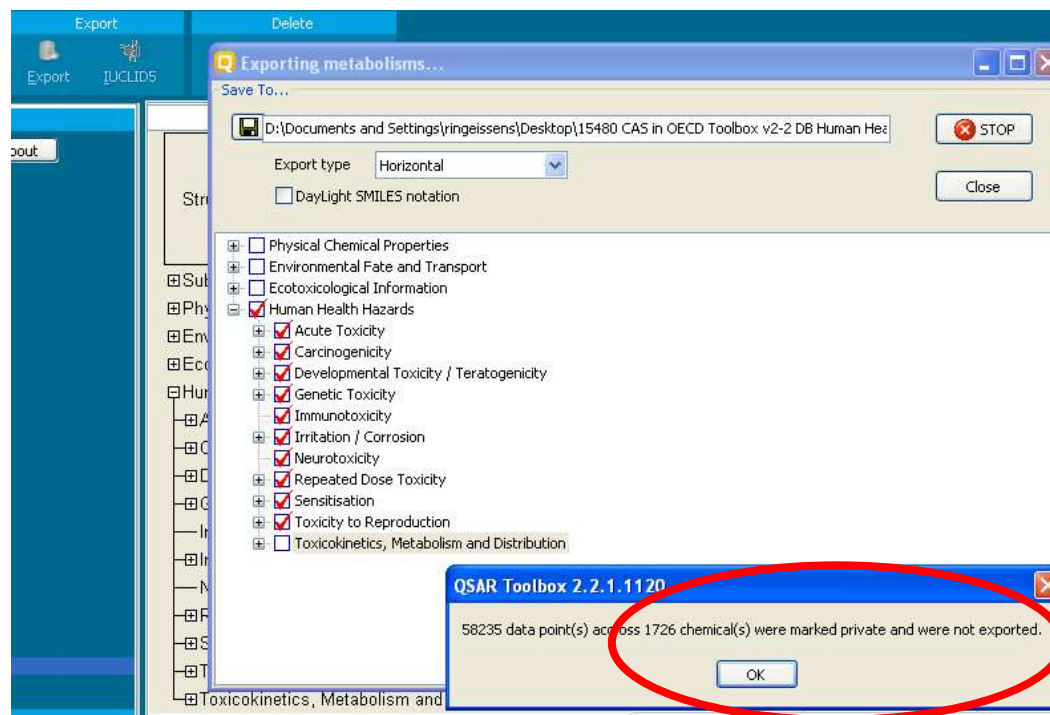 Export
Delete
Export
IUCLID5
Exporting metabolisms...
Save To...
D:\Documents and Settings\ringeissens\Desktop\15480 CAS in OECD Toolbox v2-2 DB Human Hea
STOP
Export type
Horizontal
DayLight SMILES notation
Close
Physical Chemical Properties
Environmental Fate and Transport
Ecotoxicological Information
Human Health Hazards
Acute Toxicity
Carcinogenicity
Developmental Toxicity / Teratogenicity
Genetic Toxicity
Immunotoxicity
Irritation / Corrosion
Neurotoxicity
Repeated Dose Toxicity
Sensitisation
Toxicity to Reproduction
Toxicokinetics, Metabolism and Distribution
QSAR Toolbox 2.2.1.1120
58235 data point(s) accross 1726 chemical(s) were marked private and were not exported.
OK
Toxicokinetics, Metabolism and